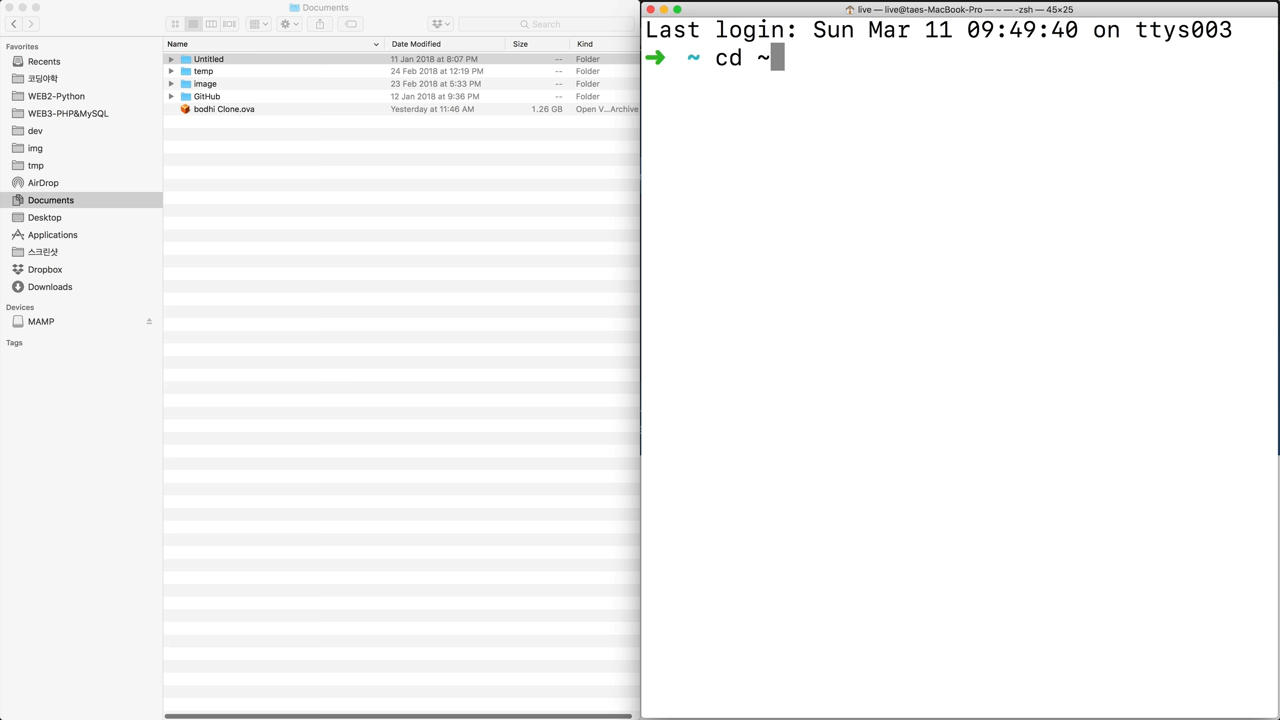 Documents
Search
Favorites
Recents
코딩야학
WEB2-Python
WEB3-PHP&MySQL
dev
img
tmp
AirDrop
Documents
Desktop
Applications
스크린샷
Dropbox
Downloads
Devices
MAMP
Tags
Name Date Modified Size Kind
Untitled 11 Jan 2018 at 8:07 PM -- Folder
temp 24 Feb 2018 at 12:19 PM -- Folder
image 23 Feb 2018 at 5:33 PM -- Folder
GitHub 12 Jan 2018 at 9:36 PM -- Folder
bodhi Clone.ova Yesterday at 11:46 AM 1.26 GB Open V...Archive
live — live@taes-MacBook-Pro — ~ — -zsh — 45×25
Last login: Sun Mar 11 09:49:40 on ttys003
➜ ~ cd ~